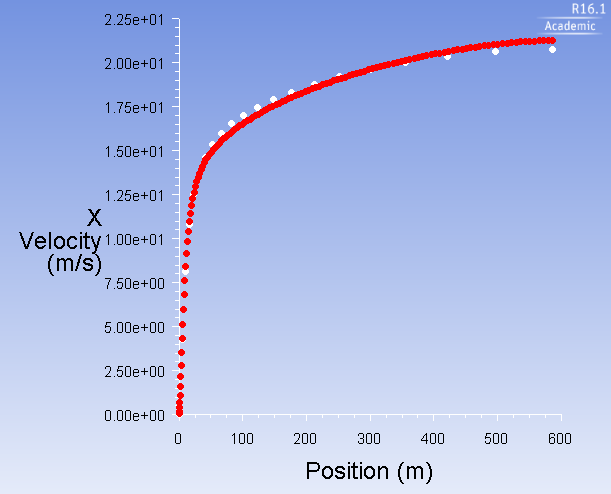 R16.1
Academic
2.25e+01
2.00e+01
1.75e+01
1.50e+01
1.25e+01
X
Velocity
(m/s)
1.00e+01
7.50e+00
5.00e+00
2.50e+00
0.00e+00
0 100 200 300 400 500 600
Position (m)